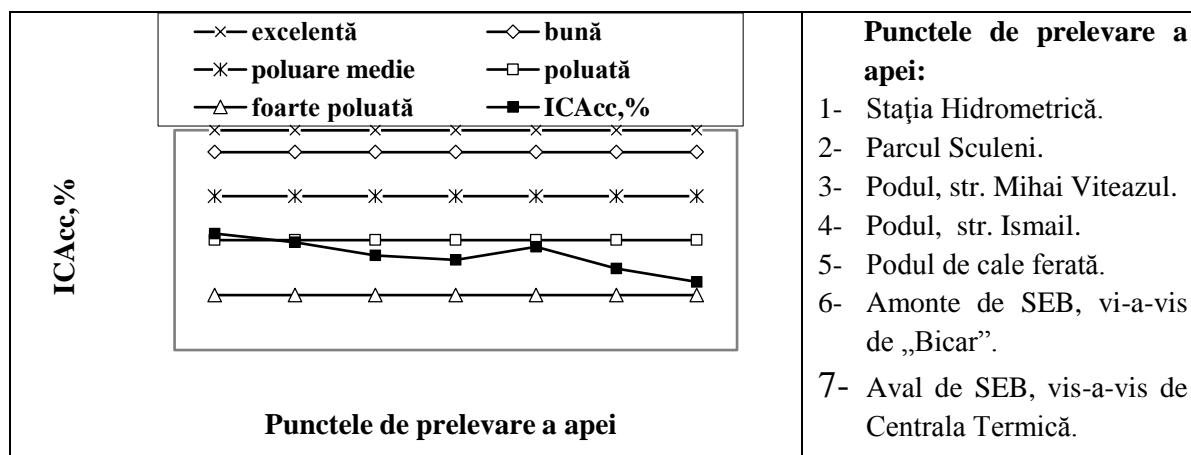 excelentă bună
poluare medie poluată
foarte poluată ICAcc,%
ICAcc,%
Punctele de prelevare a apei
Punctele de prelevare a
apei:
1- Staţia Hidrometrică.
2- Parcul Sculeni.
3- Podul, str. Mihai Viteazul.
4- Podul, str. Ismail.
5- Podul de cale ferată.
6- Amonte de SEB, vi-a-vis
de „Bicar”.
7- Aval de SEB, vis-a-vis de
Centrala Termică.